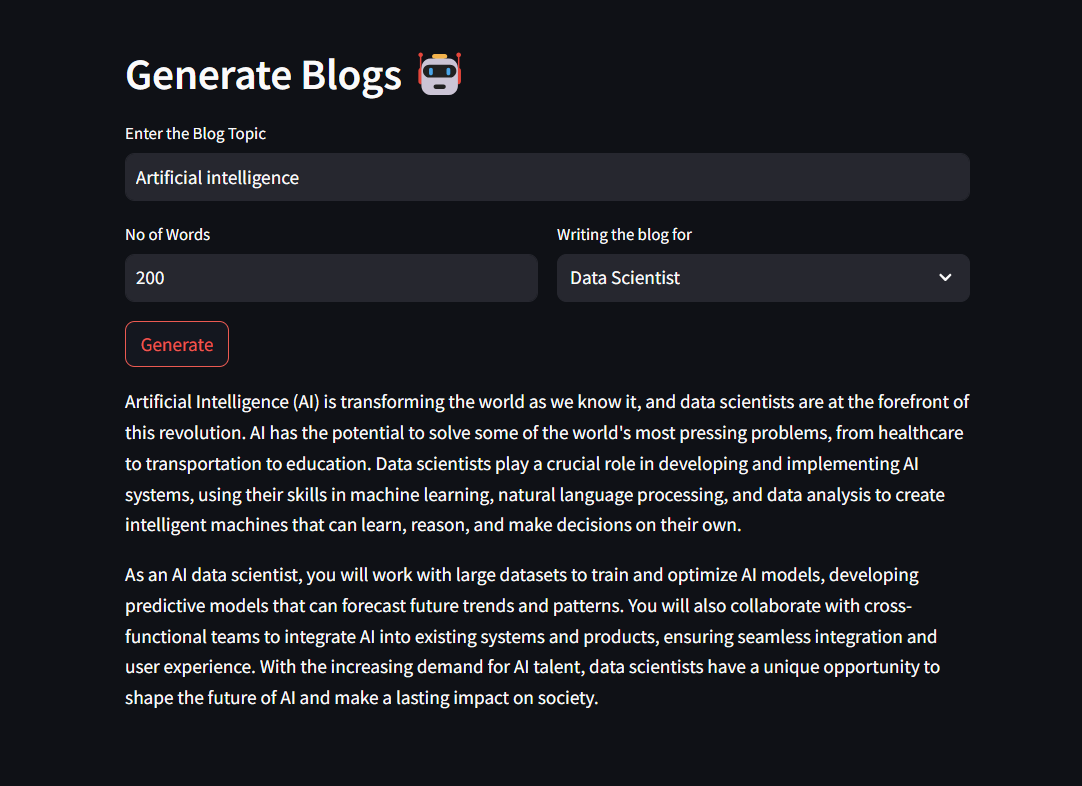 Generate Blogs
Enter the Blog Topic
Artificial intelligence
No of Words
Writing the blog for
200
Data Scientist
Generate
Artificial Intelligence (AI) is transforming the world as we know it, and data scientists are at the forefront of
this revolution. AI has the potential to solve some of the world's most pressing problems, from healthcare
to transportation to education. Data scientists play a crucial role in developing and implementing AI
systems, using their skills in machine learning, natural language processing, and data analysis to create
intelligent machines that can learn, reason, and make decisions on their own.
As an AI data scientist, you will work with large datasets to train and optimize AI models, developing
predictive models that can forecast future trends and patterns. You will also collaborate with cross-
functional teams to integrate AI into existing systems and products, ensuring seamless integration and
user experience. With the increasing demand for AI talent, data scientists have a unique opportunity to
shape the future of AI and make a lasting impact on society.